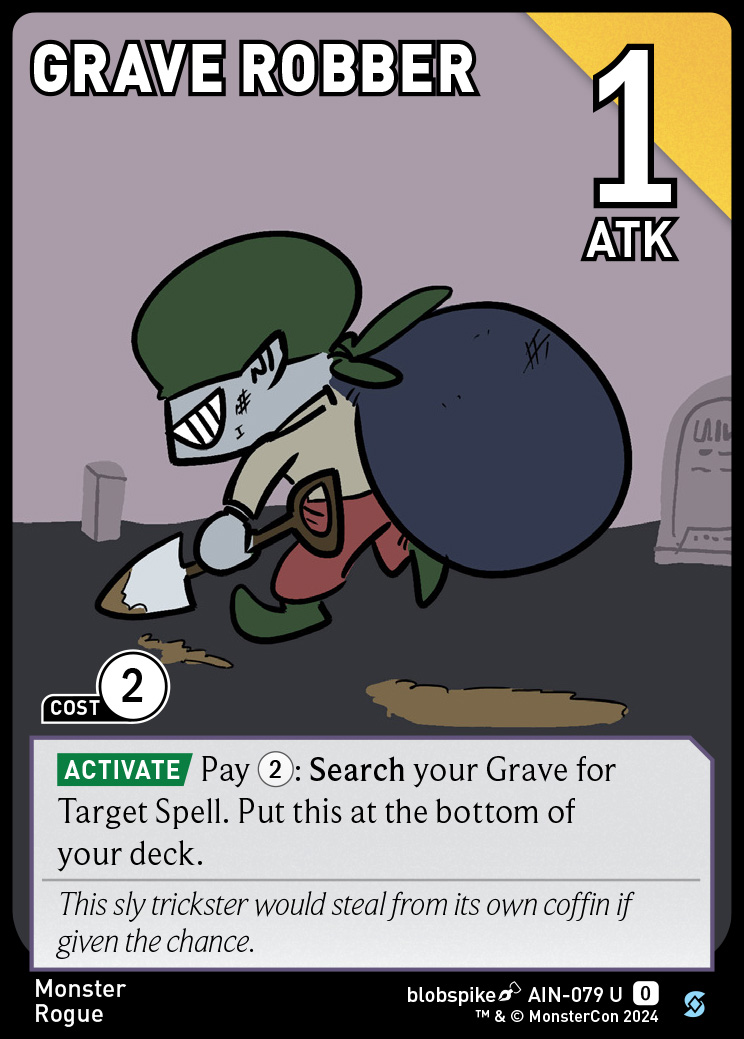 GRAVE ROBBER
1
ATK
COST 2
ACTIVATE Pay 2: Search your Grave for
Target Spell. Put this at the bottom of
your deck.
This sly trickster would steal from its own coffin if
given the chance.
Monster
Rogue
blobspike AIN-079 U 0
™ & © MonsterCon 2024